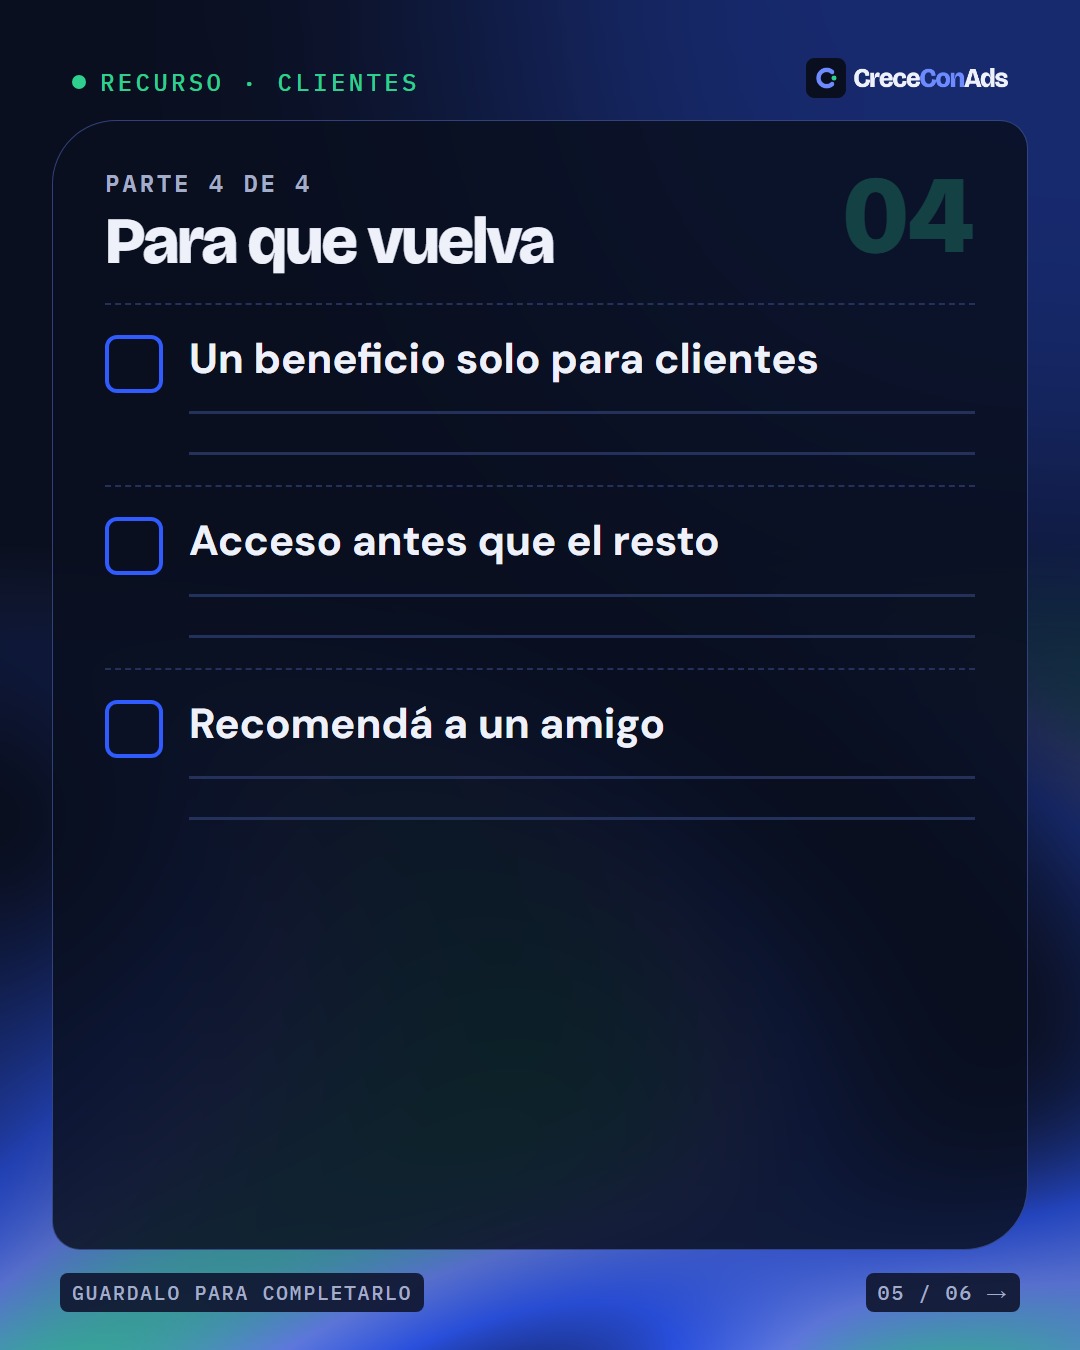 RECURSO · CLIENTES
CreceConAds
PARTE 4 DE 4
04
Para que vuelva
Un beneficio solo para clientes
Acceso antes que el resto
Recomendá a un amigo
GUARDALO PARA COMPLETARLO
05 / 06 →